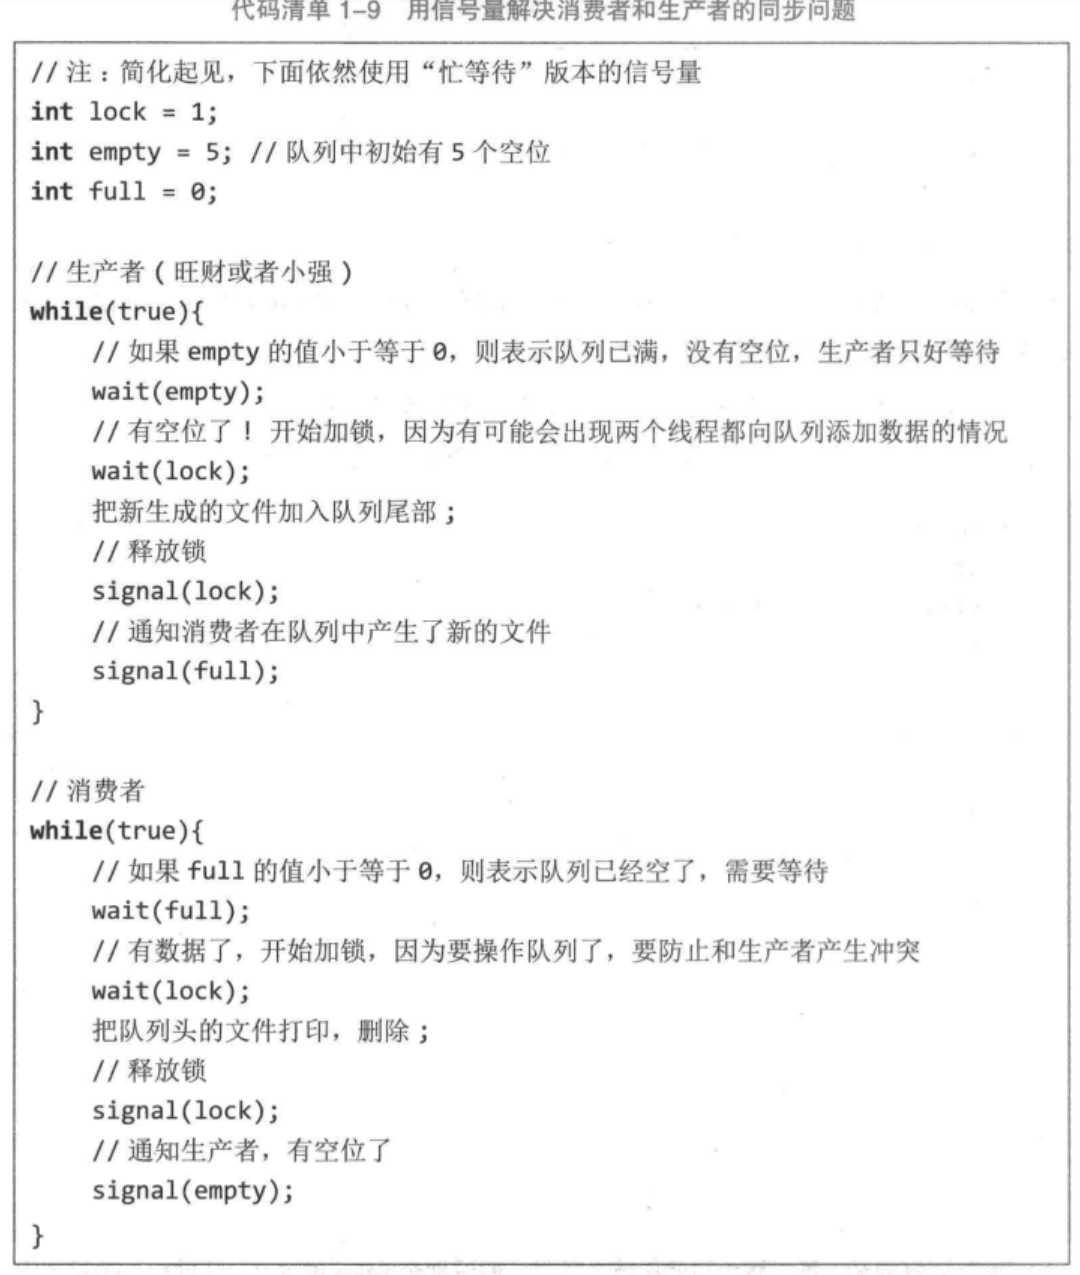 代码清单 1-9 用信号量解决消费者和生产者的同步问题
// 注：简化起见，下面依然使用“忙等待”版本的信号量
int lock = 1;
int empty = 5; // 队列中初始有 5 个空位
int full = 0;
// 生产者 ( 旺财或者小强 )
while(true){
// 如果 empty 的值小于等于 0，则表示队列已满，没有空位，生产者只好等待
wait(empty);
// 有空位了！ 开始加锁，因为有可能会出现两个线程都向队列添加数据的情况
wait(lock);
把新生成的文件加入队列尾部；
// 释放锁
signal(lock);
// 通知消费者在队列中产生了新的文件
signal(full);
}
// 消费者
while(true){
// 如果 full 的值小于等于 0，则表示队列已经空了，需要等待
wait(full);
// 有数据了，开始加锁，因为要操作队列了，要防止和生产者产生冲突
wait(lock);
把队列头的文件打印，删除；
// 释放锁
signal(lock);
// 通知生产者，有空位了
signal(empty);
}